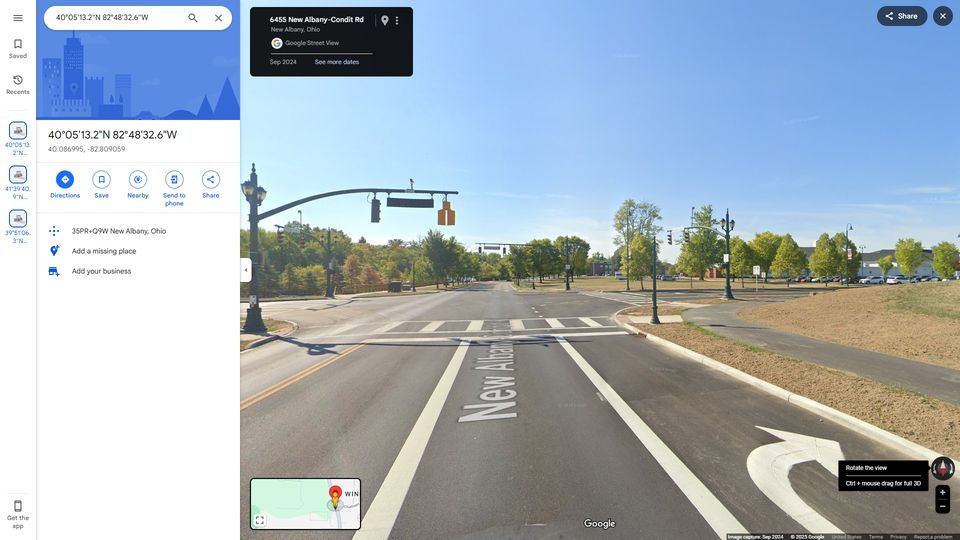 40°05'13.2"N 82°48'32.6"W
Saved
Recents
40°05'13.
2"N...
41°39'40.
9"N...
39°51'06.
3"N...
Get the
app
40°05'13.2"N 82°48'32.6"W
40.086995, -82.809059
Directions
Save
Nearby
Send to
phone
Share
35PR+Q9W New Albany, Ohio
Add a missing place
Add your business
6455 New Albany-Condit Rd
New Albany, Ohio
Google Street View
Sep 2024
See more dates
Share
New Alban
WIN
Google
Rotate the view
Ctrl + mouse drag for full 3D
Image capture: Sep 2024
© 2025 Google
United States
Terms
Privacy
Report a problem